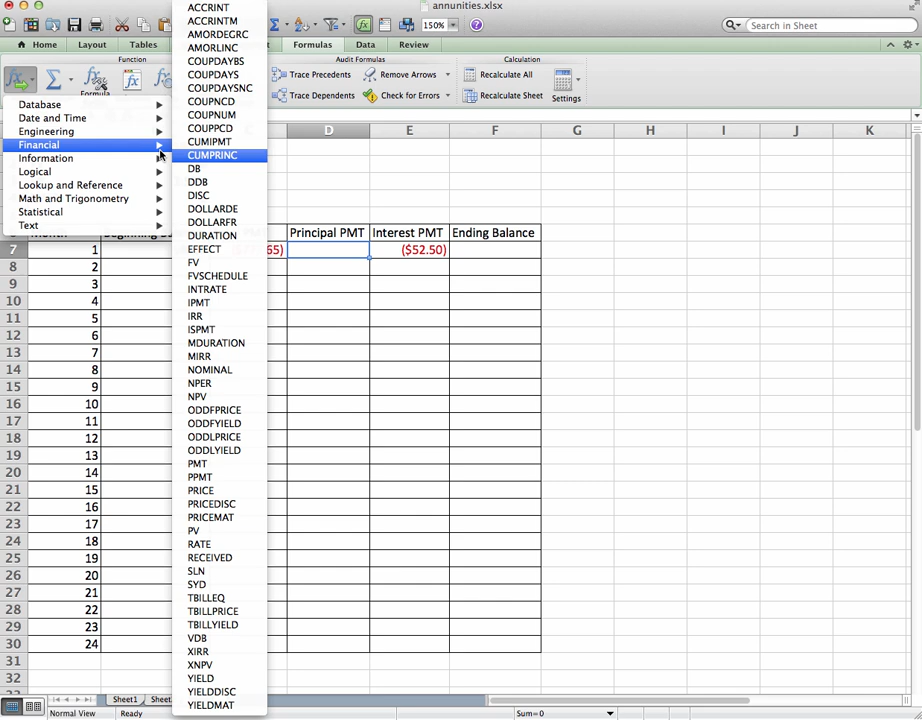 annunities.xlsx
150%
Search in Sheet
Home
Layout
Tables
Formulas
Data
Review
Function
Audit Formulas
Calculation
Trace Precedents
Remove Arrows
Recalculate All
Trace Dependents
Check for Errors
Recalculate Sheet
Settings
Formula
Database
Date and Time
Engineering
Financial
Information
Logical
Lookup and Reference
Math and Trigonometry
Statistical
Text
ACCRINT
ACCRINTM
AMORDEGRC
AMORLINC
COUPDAYBS
COUPDAYS
COUPDAYSNC
COUPNCD
COUPNUM
COUPPCD
CUMIPMT
CUMPRINC
DB
DDB
DISC
DOLLARDE
DOLLARFR
DURATION
EFFECT
FV
FVSCHEDULE
INTRATE
IPMT
IRR
ISPMT
MDURATION
MIRR
NOMINAL
NPER
NPV
ODDFPRICE
ODDFYIELD
ODDLPRICE
ODDLYIELD
PMT
PPMT
PRICE
PRICEDISC
PRICEMAT
PV
RATE
RECEIVED
SLN
SYD
TBILLEQ
TBILLPRICE
TBILLYIELD
VDB
XIRR
XNPV
YIELD
YIELDDISC
YIELDMAT
D E F G H I J K
Principal PMT Interest PMT Ending Balance
7 1 65) ($52.50)
8 2
9 3
10 4
11 5
12 6
13 7
14 8
15 9
16 10
17 11
18 12
19 13
20 14
21 15
22 16
23 17
24 18
25 19
26 20
27 21
28 22
29 23
30 24
31
32
Sheet1
Sheet
Normal View
Ready
Sum=0